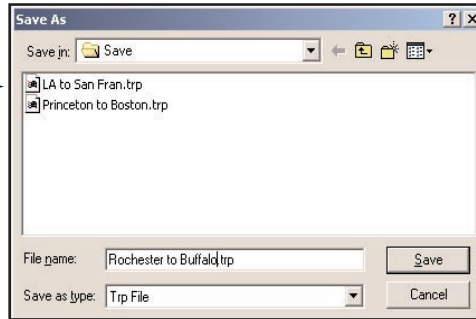 Save As
Save in: Save
LA to San Fran.trp
Princeton to Boston.trp
File name: Rochester to Buffalo.trp Save
Save as type: Trp File Cancel